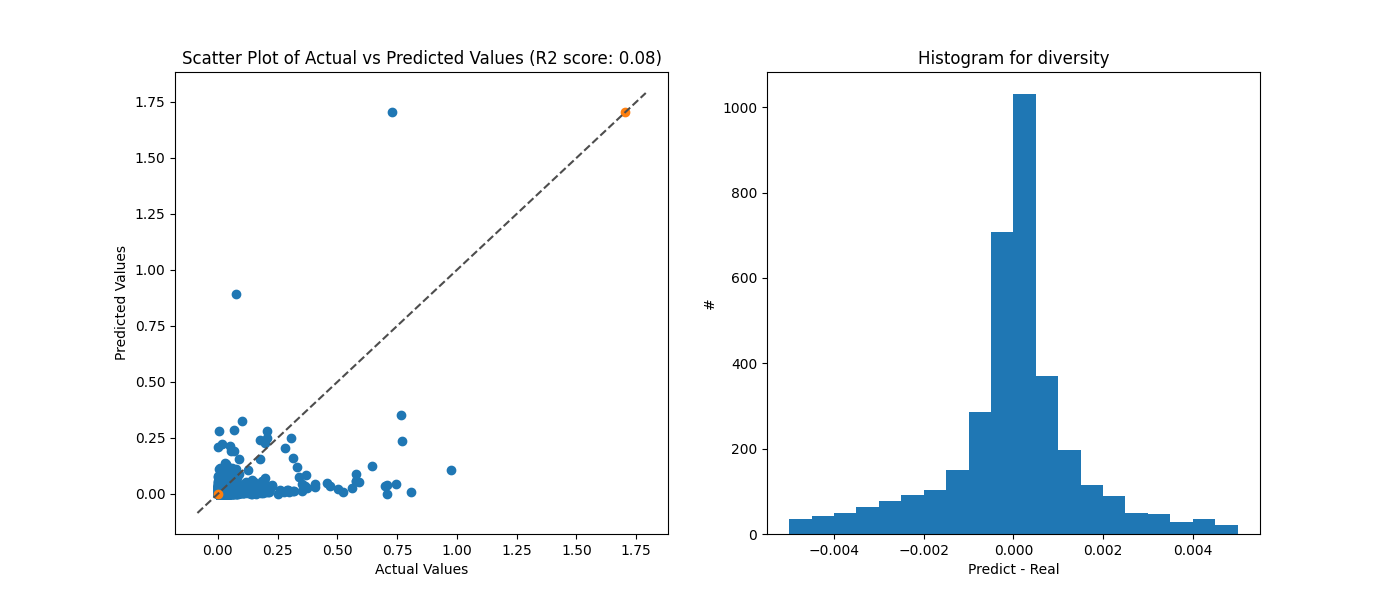 Scatter Plot of Actual vs Predicted Values (R2 score: 0.08)
1.75
1.50
1.25
1.00
0.75
0.50
0.25
0.00
Predicted Values
0.00 0.25 0.50 0.75 1.00 1.25 1.50 1.75
Actual Values
Histogram for diversity
1000
800
600
400
200
0
#
−0.004 −0.002 0.000 0.002 0.004
Predict - Real